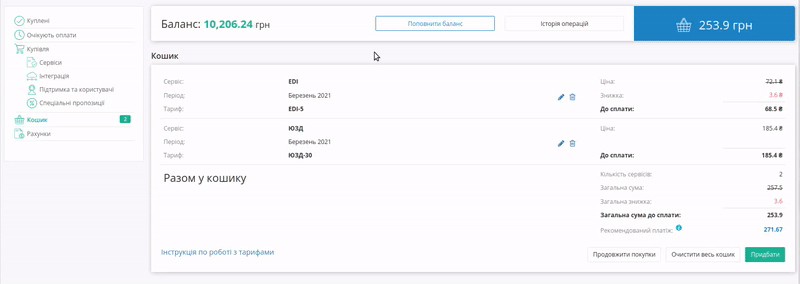 Куплені
Очікують оплати
Купівля
Сервіси
Інтеграція
Підтримка та користувачі
Спеціальні пропозиції
Кошик 2
Рахунки
Баланс: 10,206.24 грн
Поповнити баланс
Історія операцій
253.9 грн
Кошик
Сервіс: EDI Ціна: 72.1 ₴
Період: Березень 2021 Знижка: 3.6 ₴
Тариф: EDI-5 До сплати: 68.5 ₴
Сервіс: ЮЗД Ціна: 185.4 ₴
Період: Березень 2021
Тариф: ЮЗД-30 До сплати: 185.4 ₴
Разом у кошику
Кількість сервісів: 2
Загальна сума: 257.5
Загальна знижка: 3.6
Загальна сума до сплати: 253.9
Рекомендований платіж: 271.67
Інструкція по роботі з тарифами
Продовжити покупки
Очистити весь кошик
Придбати